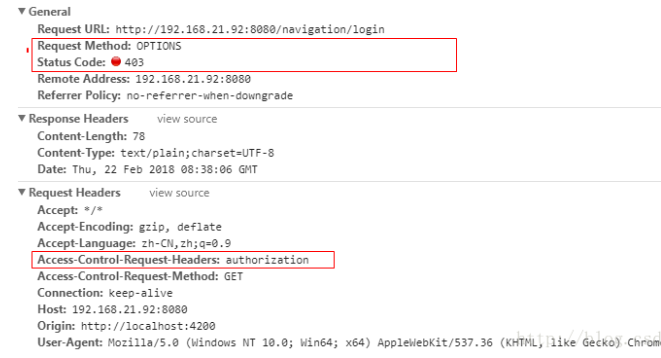 General
Request URL: http://192.168.21.92:8080/navigation/login
Request Method: OPTIONS
Status Code: 403
Remote Address: 192.168.21.92:8080
Referrer Policy: no-referrer-when-downgrade
Response Headers view source
Content-Length: 78
Content-Type: text/plain;charset=UTF-8
Date: Thu, 22 Feb 2018 08:38:06 GMT
Request Headers view source
Accept: */*
Accept-Encoding: gzip, deflate
Accept-Language: zh-CN,zh;q=0.9
Access-Control-Request-Headers: authorization
Access-Control-Request-Method: GET
Connection: keep-alive
Host: 192.168.21.92:8080
Origin: http://localhost:4200
User-Agent: Mozilla/5.0 (Windows NT 10.0; Win64; x64) AppleWebKit/537.36 (KHTML, like Gecko) Chrom